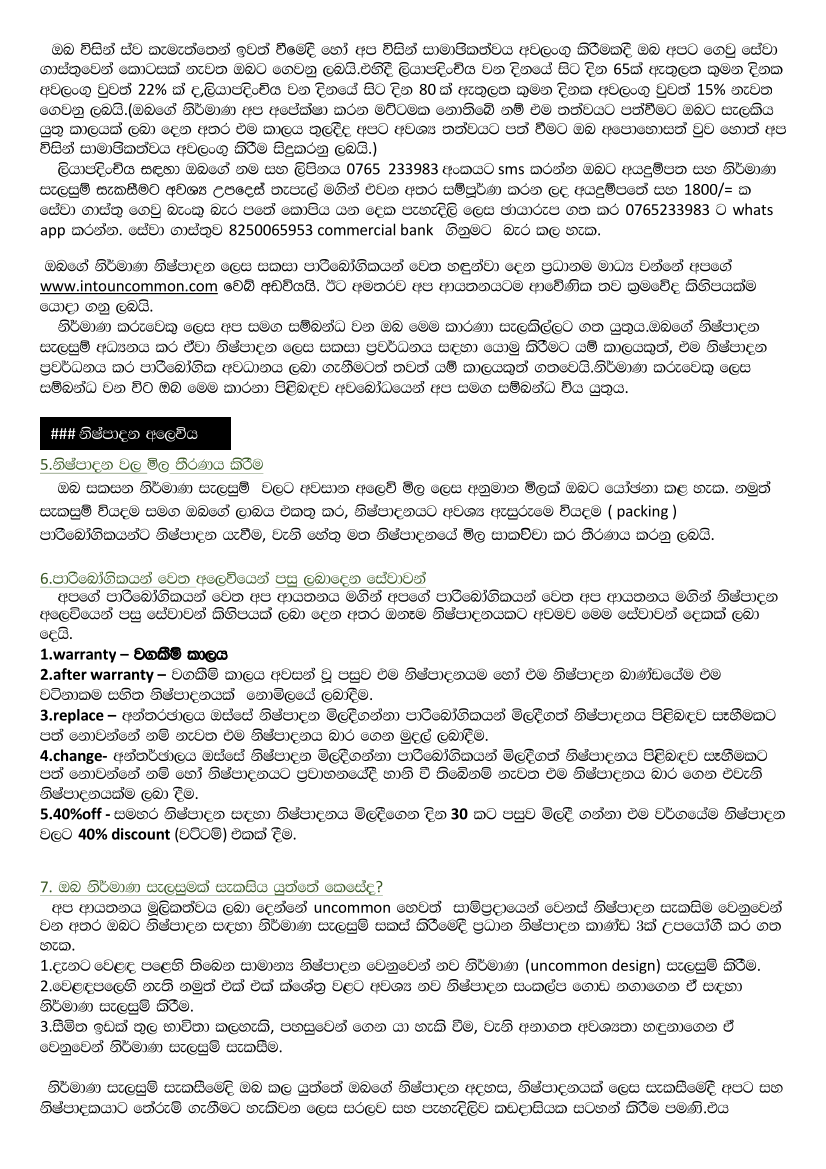 ඔබ විසින් ස්ව කැමැත්තෙන් ඉවත් වීමේදී හෝ අප විසින් සාමාජිකත්වය අවලංගු කිරීමකදී ඔබ අපට ගෙවු සේවා
ගාස්තුවෙන් කොටසක් නැවත ඔබට ගෙවනු ලබයි.එහිදී ලියාපදිංචිය වන දිනයේ සිට දින 65ක් ඇතුලත කුමන දිනක
අවලංගු වුවත් 22% ක් ද,ලියාපදිංචිය වන දිනයේ සිට දින 80 ක් ඇතුලත කුමන දිනක අවලංගු වුවත් 15% නැවත
ගෙවනු ලබයි.(ඔබගේ නිර්මාණ අප අපේක්ෂා කරන මට්ටමක නොතිබේ නම් එම තත්වයට පත්වීමට ඔබට සැලකිය
යුතු කාලයක් ලබා දෙන අතර එම කාලය තුලදීද අපට අවශ්‍ය තත්වයට පත් වීමට ඔබ අපොහොසත් වුව හොත් අප
විසින් සාමාජිකත්වය අවලංගු කිරීම සිදුකරනු ලබයි.)
ලියාපදිංචිය සඳහා ඔබගේ නම සහ ලිපිනය 0765 233983 අංකයට sms කරන්න ඔබට අයදුම්පත සහ නිර්මාණ
සැලසුම් සැකසීමට අවශ්‍ය උපදෙස් තැපැල් මගින් එවන අතර සම්පූර්ණ කරන ලද අයදුම්පතේ සහ 1800/= ක
සේවා ගාස්තු ගෙවු බැංකු බැර පතේ කොපිය යන දෙක පැහැදිලි ලෙස ඡායාරුප ගත කර 0765233983 ට whats
app කරන්න. සේවා ගාස්තුව 8250065953 commercial bank ගිනුමට බැර කල හැක.
ඔබගේ නිර්මාණ නිෂ්පාදන ලෙස සකසා පාරිබෝගිකයන් වෙත හඳුන්වා දෙන ප්‍රධානම මාධ්‍ය වන්නේ අපගේ
www.intouncommon.com වෙබ් අඩවියයි. ඊට අමතරව අප ආයතනයටම ආවේණික තව ක්‍රමවේද කිහිපයක්ම
යොදා ගනු ලබයි.
නිර්මාණ කරුවෙකු ලෙස අප සමග සම්බන්ධ වන ඔබ මෙම කාරණා සැලකිල්ලට ගත යුතුය.ඔබගේ නිෂ්පාදන
සැලසුම් අධ්‍යනය කර ඒවා නිෂ්පාදන ලෙස සකසා ප්‍රවර්ධනය සඳහා යොමු කිරීමට යම් කාලයකුත්, එම නිෂ්පාදන
ප්‍රවර්ධනය කර පාරිබෝගික අවධානය ලබා ගැනීමටත් තවත් යම් කාලයකුත් ගතවෙයි.නිර්මාණ කරුවෙකු ලෙස
සම්බන්ධ වන විට ඔබ මෙම කාරනා පිළිබඳව අවබෝධයෙන් අප සමග සම්බන්ධ විය යුතුය.
### නිෂ්පාදන අලෙවිය
5.නිෂ්පාදන වල මිල තීරණය කිරීම
ඔබ සකසන නිර්මාණ සැලසුම් වලට අවසාන අලෙවි මිල ලෙස අනුමාන මිලක් ඔබට යෝජනා කළ හැක. නමුත්
සැකසුම් වියදම සමග ඔබගේ ලාබය එකතු කර, නිෂ්පාදනයට අවශ්‍ය ඇසුරුමේ වියදම ( packing )
පාරිබෝගිකයන්ට නිෂ්පාදන යැවීම, වැනි හේතු මත නිෂ්පාදනයේ මිල සාකච්චා කර තීරණය කරනු ලබයි.
6.පාරිබෝගිකයන් වෙත අලෙවියෙන් පසු ලබාදෙන සේවාවන්
අපගේ පාරිබෝගිකයන් වෙත අප ආයතනය මගින් අපගේ පාරිබෝගිකයන් වෙත අප ආයතනය මගින් නිෂ්පාදන
අලෙවියෙන් පසු සේවාවන් කිහිපයක් ලබා දෙන අතර ඔනෑම නිෂ්පාදනයකට අවමව මෙම සේවාවන් දෙකක් ලබා
දෙයි.
1.warranty – වගකීම් කාලය
2.after warranty – වගකීම් කාලය අවසන් වූ පසුව එම නිෂ්පාදනයම හෝ එම නිෂ්පාදන ඛාණ්ඩයේම එම
වටිනාකම සහිත නිෂ්පාදනයක් නොමිලයේ ලබාදීම.
3.replace – අන්තරජාලය ඔස්සේ නිෂ්පාදන මිලදීගන්නා පාරිබෝගිකයන් මිලදීගත් නිෂ්පාදනය පිළිබඳව සෑහීමකට
පත් නොවන්නේ නම් නැවත එම නිෂ්පාදනය බාර ගෙන මුදල් ලබාදීම.
4.change- අන්තර්ජාලය ඔස්සේ නිෂ්පාදන මිලදීගන්නා පාරිබෝගිකයන් මිලදීගත් නිෂ්පාදනය පිළිබඳව සෑහීමකට
පත් නොවන්නේ නම් හෝ නිෂ්පාදනයට ප්‍රවාහනයේදී හානි වී තිබේනම් නැවත එම නිෂ්පාදනය බාර ගෙන එවැනි
නිෂ්පාදනයක්ම ලබා දීම.
5.40%off - සමහර නිෂ්පාදන සඳහා නිෂ්පාදනය මිලදීගෙන දින 30 කට පසුව මිලදී ගන්නා එම වර්ගයේම නිෂ්පාදන
වලට 40% discount (වට්ටම්) එකක් දීම.
7. ඔබ නිර්මාණ සැලසුමක් සැකසිය යුත්තේ කෙසේද?
අප ආයතනය මූලිකත්වය ලබා දෙන්නේ uncommon හෙවත් සාම්ප්‍රදායෙන් වෙනස් නිෂ්පාදන සැකසිම වෙනුවෙන්
වන අතර ඔබට නිෂ්පාදන සඳහා නිර්මාණ සැලසුම් සකස් කිරීමේදී ප්‍රධාන නිෂ්පාදන කාණ්ඩ 3ක් උපයෝගී කර ගත
හැක.
1.දැනට වෙළඳ පළෙහි තිබෙන සාමාන්‍ය නිෂ්පාදන වෙනුවෙන් නව නිර්මාණ (uncommon design) සැලසුම් කිරීම.
2.වෙළඳපලෙහි නැති නමුත් එක් එක් ක්ශේත්‍ර වළට අවශ්‍ය නව නිෂ්පාදන සංකල්ප ගොඩ නගාගෙන ඒ සඳහා
නිර්මාණ සැලසුම් කිරීම.
3.සීමිත ඉඩක් තුල භාවිතා කලහැකි, පහසුවෙන් ගෙන යා හැකි වීම, වැනි අනාගත අවශ්‍යතා හඳුනාගෙන ඒ
වෙනුවෙන් නිර්මාණ සැලසුම් සැකසීම.
නිර්මාණ සැලසුම් සැකසීමේදි ඔබ කල යුත්තේ ඔබගේ නිෂ්පාදන අදහස, නිෂ්පාදනයක් ලෙස සැකසීමේදී අපට සහ
නිෂ්පාදකයාට තේරුම් ගැනීමට හැකිවන ලෙස සරලව සහ පැහැදිලිව කඩදාසියක සටහන් කිරීම පමණි.එය